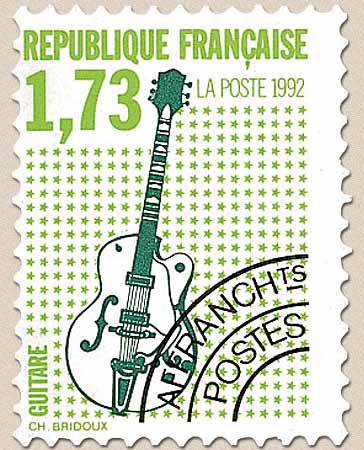 REPUBLIQUE FRANÇAISE
1,73
LA POSTE 1992
AFFRANCHTS
POSTES
GUITARE
CH. BRIDOUX